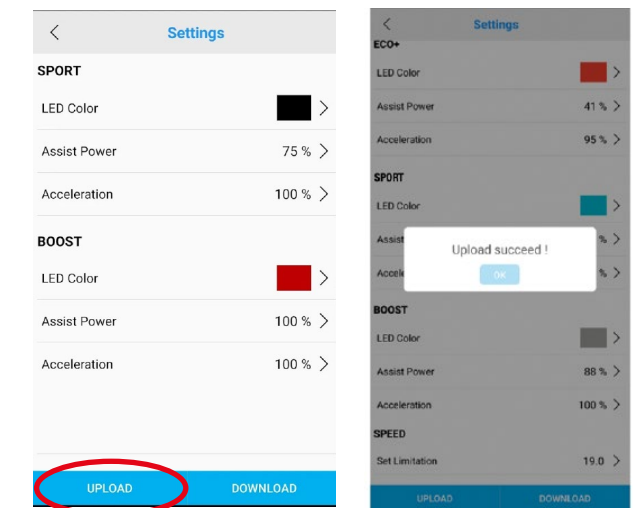 Settings
SPORT
LED Color
Assist Power 75 %
Acceleration 100 %
BOOST
LED Color
Assist Power 100 %
Acceleration 100 %
UPLOAD DOWNLOAD
Settings
ECO+
LED Color
Assist Power 41 %
Acceleration 95 %
SPORT
LED Color
Assist %
Upload succeed !
Accele %
OK
BOOST
LED Color
Assist Power 88 %
Acceleration 100 %
SPEED
Set Limitation 19.0
UPLOAD DOWNLOAD